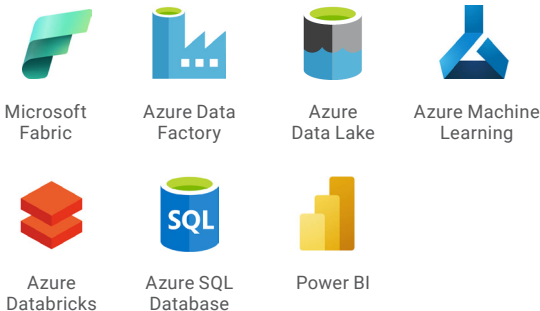 Microsoft
Fabric
Azure Data
Factory
Azure
Data Lake
Azure Machine
Learning
SQL
Azure
Databricks
Azure SQL
Database
Power BI